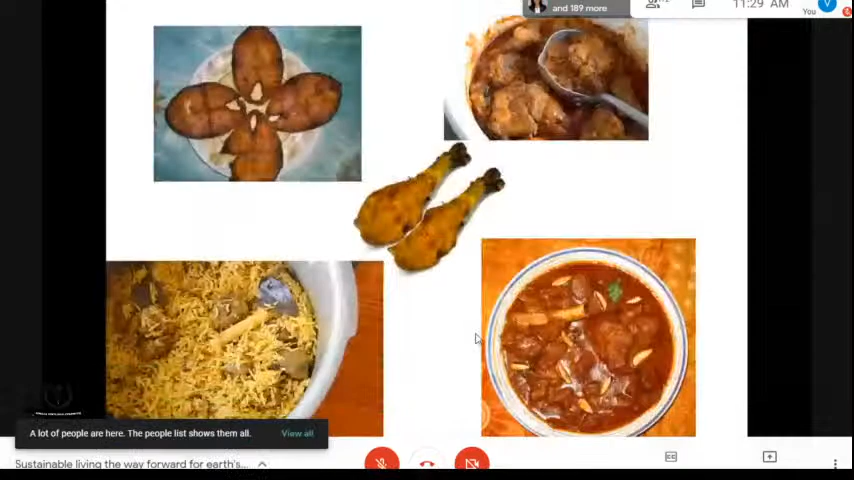 and 189 more
11:29 AM
You
A lot of people are here. The people list shows them all.
View all
Sustainable living the way forward for earth's...